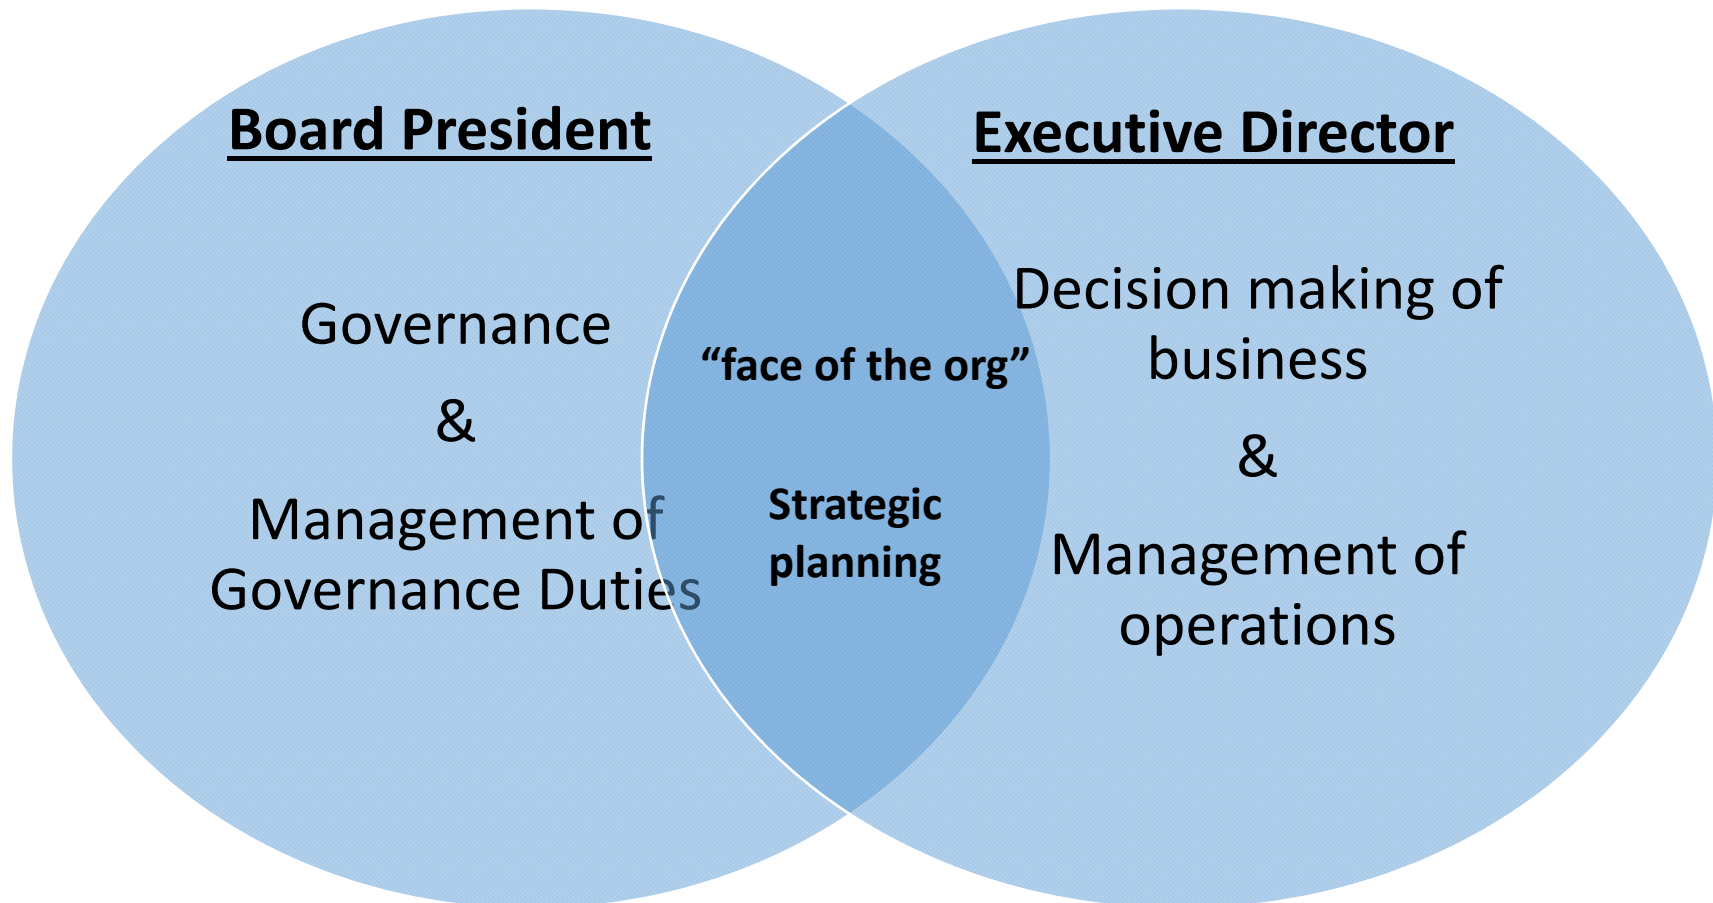 Board President
Governance
&
Management of
Governance Duties
“face of the org”
Strategic
planning
Executive Director
Decision making of
business
&
Management of
operations